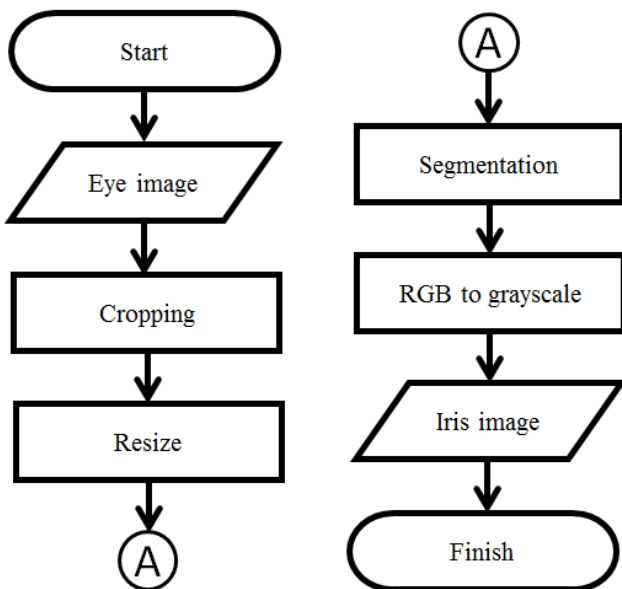 Start
Eye image
Cropping
Resize
A
A
Segmentation
RGB to grayscale
Iris image
Finish